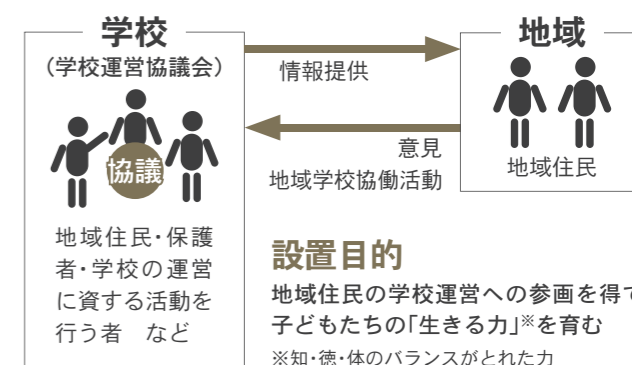 学校
(学校運営協議会)
協議
地域住民・保護
者・学校の運営
に資する活動を
行う者　など
情報提供
意見
地域学校協働活動
地域
地域住民
設置目的
地域住民の学校運営への参画を得て
子どもたちの「生きる力」※を育む
※知・徳・体のバランスがとれた力